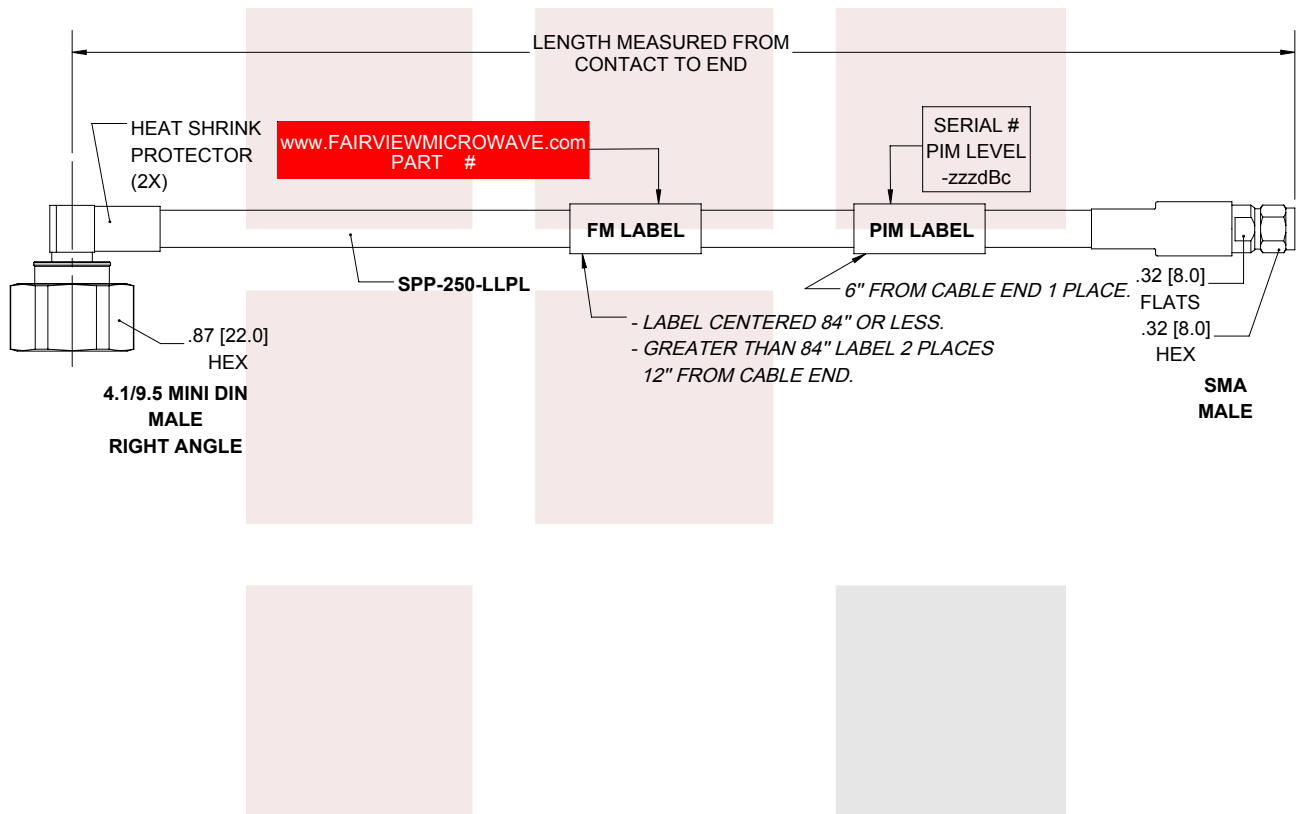 LENGTH MEASURED FROM
CONTACT TO END
HEAT SHRINK
PROTECTOR
(2X)
www.FAIRVIEWMICROWAVE.com
PART #
SERIAL #
PIM LEVEL
-zzzdBc
FM LABEL
PIM LABEL
SPP-250-LLPL
6" FROM CABLE END 1 PLACE.
.32 [8.0]
FLATS
.32 [8.0]
HEX
- LABEL CENTERED 84" OR LESS.
- GREATER THAN 84" LABEL 2 PLACES
12" FROM CABLE END.
.87 [22.0]
HEX
4.1/9.5 MINI DIN
MALE
RIGHT ANGLE
SMA
MALE